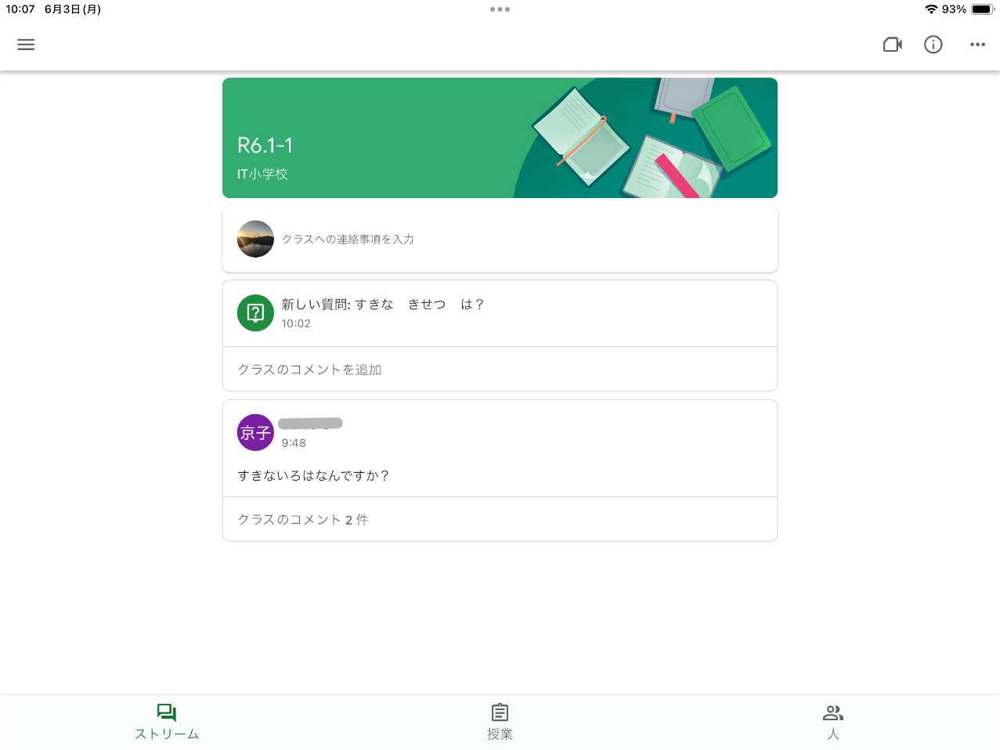 10:07 6月3日(月)
93%
R6.1-1
IT小学校
クラスへの連絡事項を入力
新しい質問: すきな　きせつ　は？
10:02
クラスのコメントを追加
京子
9:48
すきないろはなんですか？
クラスのコメント 2 件
ストリーム
授業
人